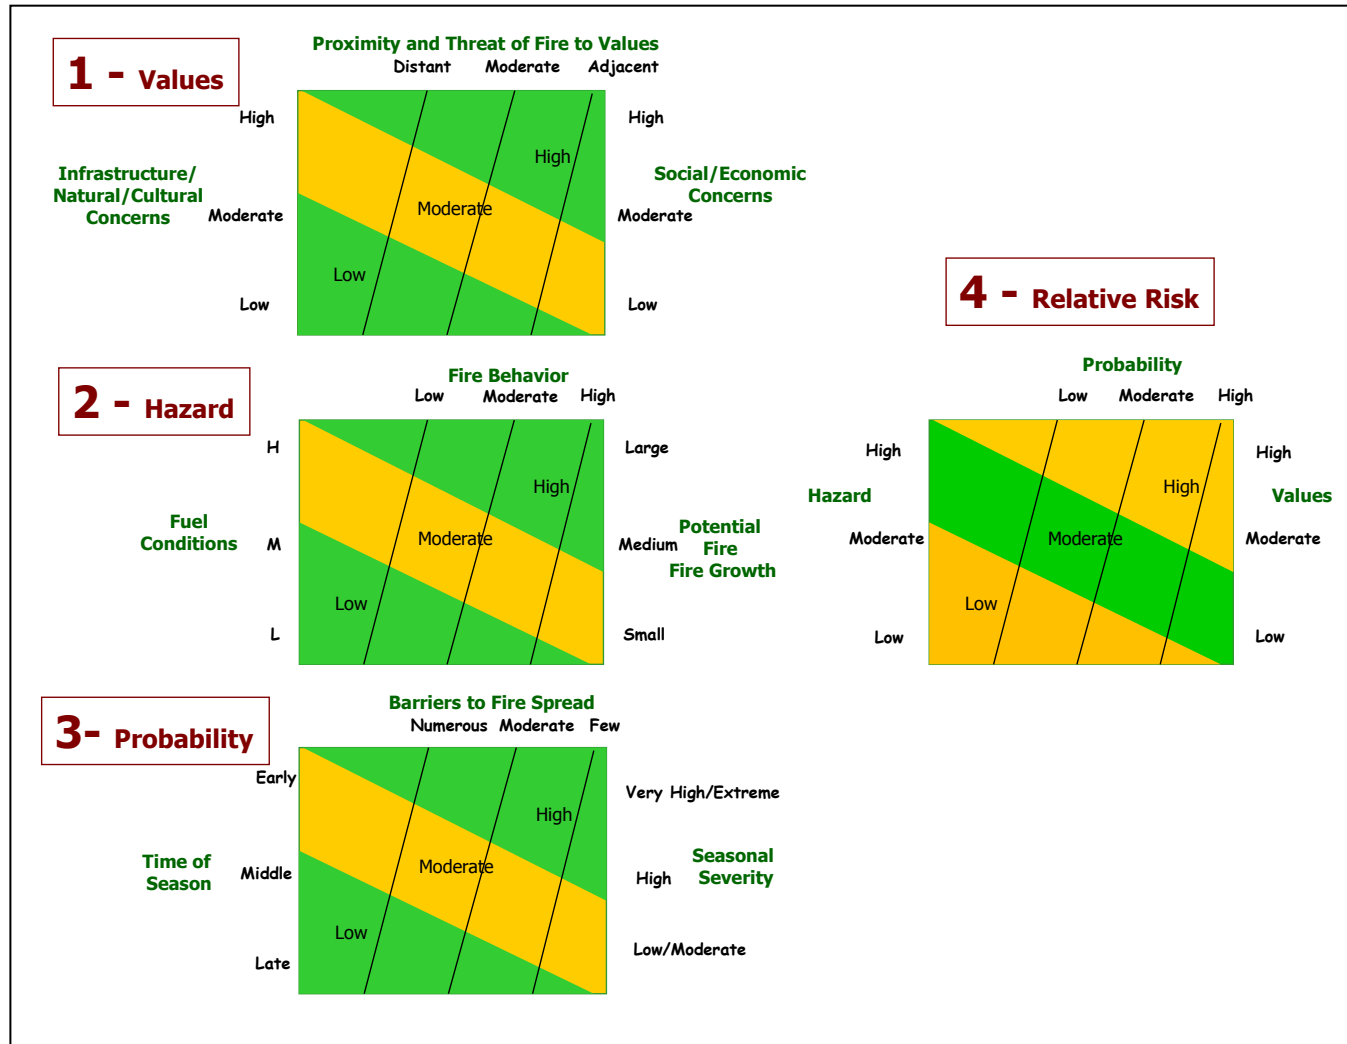 1 - Values
Proximity and Threat of Fire to Values
Distant Moderate Adjacent
High
Moderate
Low
Infrastructure/
Natural/Cultural
Concerns
High
Moderate
Low
High
Moderate
Low
Social/Economic
Concerns
2 - Hazard
Fire Behavior
Low Moderate High
H
M
L
Fuel
Conditions
High
Moderate
Low
Large
Medium
Small
Potential
Fire
Fire Growth
3- Probability
Barriers to Fire Spread
Numerous Moderate Few
Early
Middle
Late
Time of
Season
High
Moderate
Low
Very High/Extreme
High
Low/Moderate
Seasonal
Severity
4 - Relative Risk
Probability
Low Moderate High
High
Moderate
Low
Hazard
High
Moderate
Low
High
Moderate
Low
Values